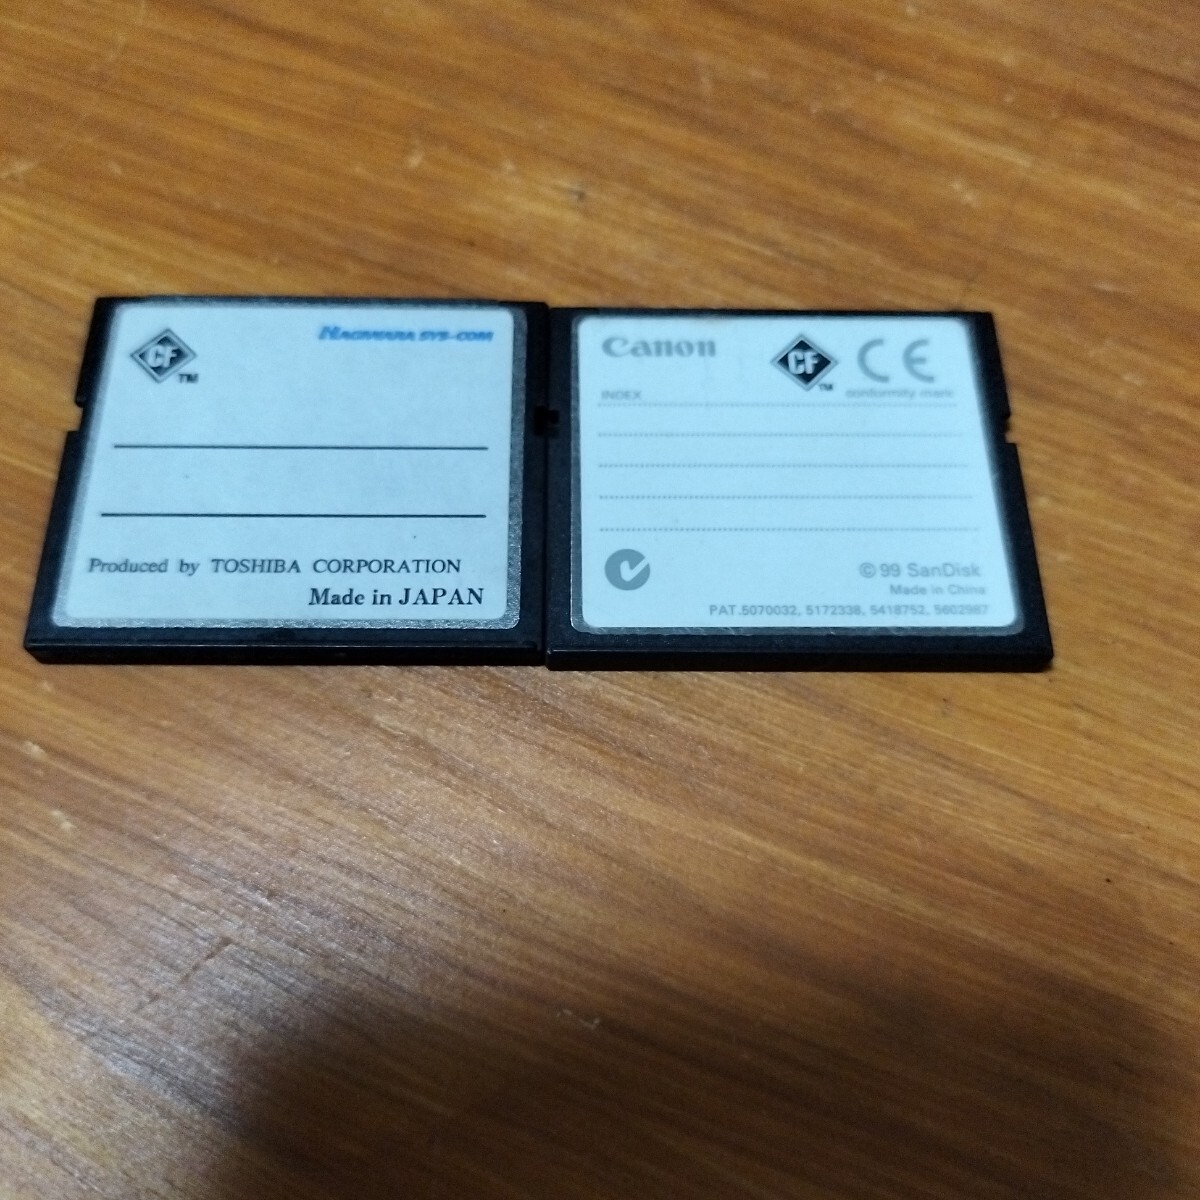 CF TM
HAGIWARA SYS-COM
Produced by TOSHIBA CORPORATION
Made in JAPAN
Canon
CF TM
CE
conformity mark
INDEX
© 99 SanDisk
Made in China
PAT.5070032, 5172338, 5418752, 5602987